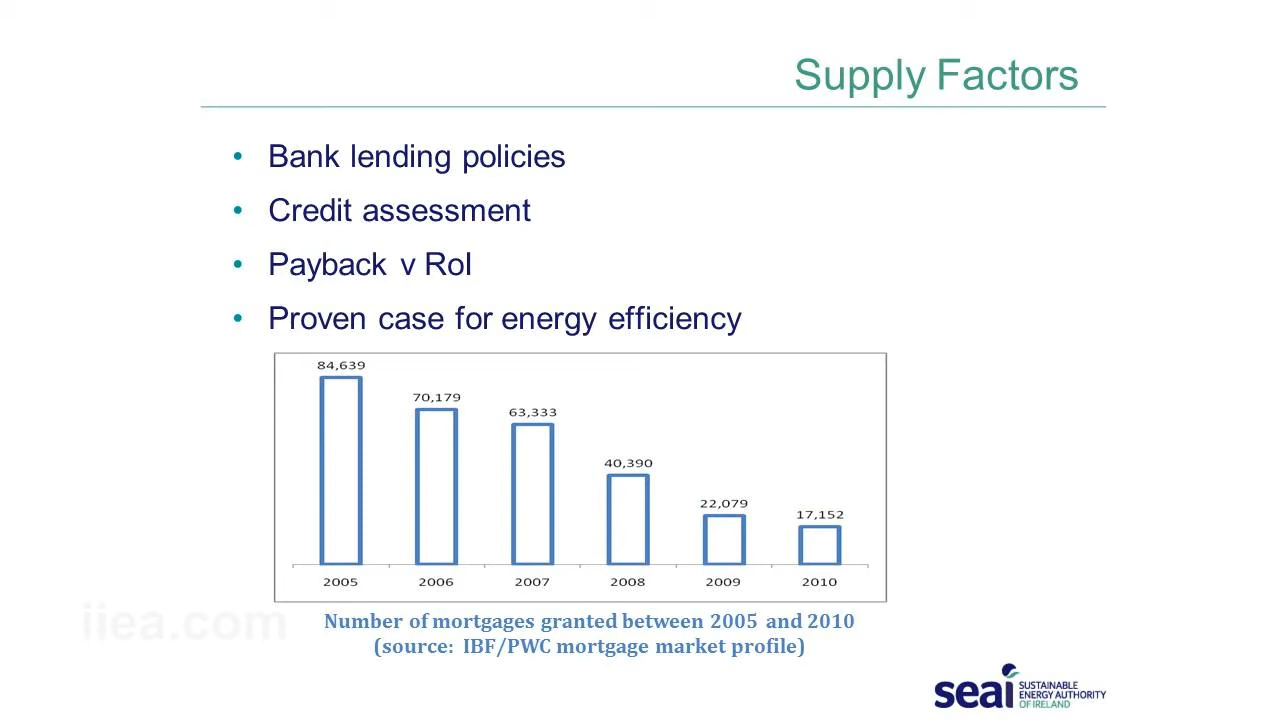 Supply Factors
• Bank lending policies
• Credit assessment
• Payback v RoI
• Proven case for energy efficiency
84,639
70,179
63,333
40,390
22,079
17,152
2005 2006 2007 2008 2009 2010
Number of mortgages granted between 2005 and 2010
(source: IBF/PWC mortgage market profile)
iiea.com
seai SUSTAINABLE
ENERGY AUTHORITY
OF IRELAND